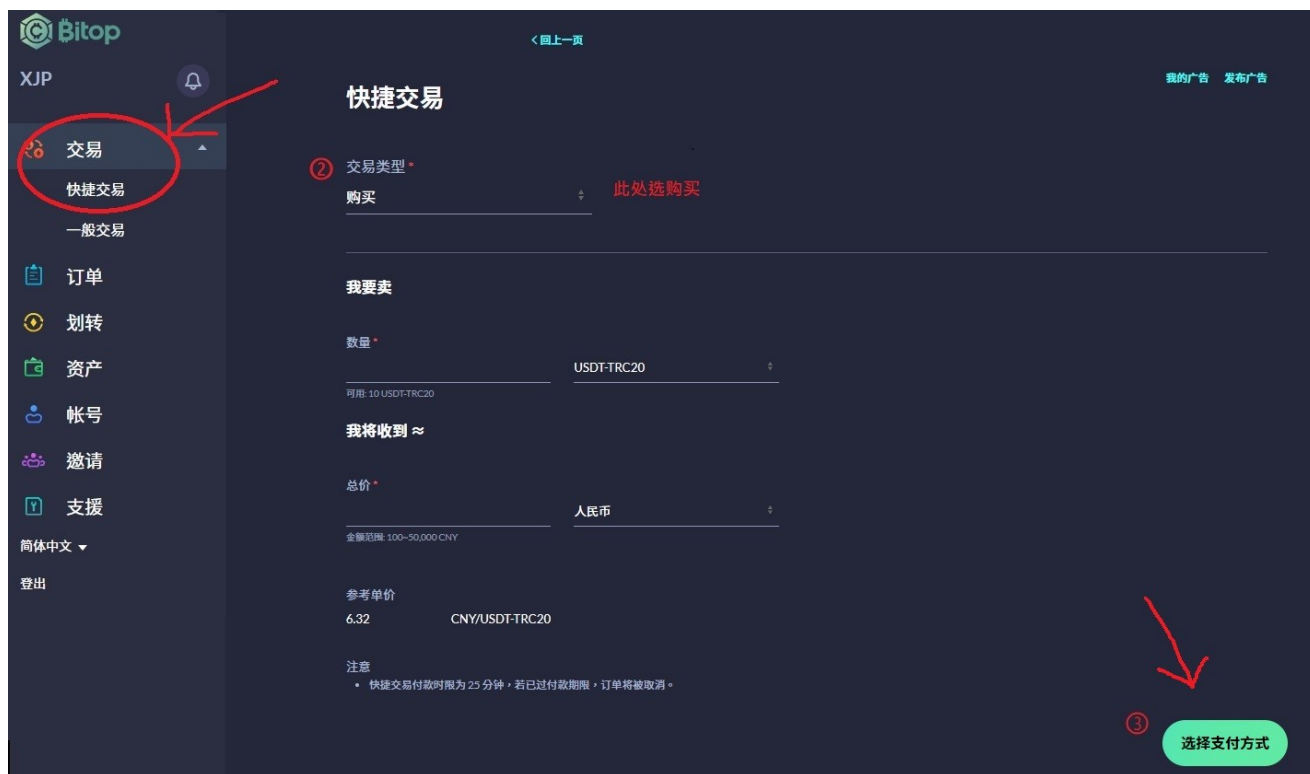 Bitop
XJP
交易
快捷交易
一般交易
订单
划转
资产
帐号
邀请
支援
简体中文
登出
回上一页
我的广告 发布广告
快捷交易
② 交易类型*
购买
此处选购买
我要卖
数量*
USDT-TRC20
可用: 10 USDT-TRC20
我将收到 ≈
总价*
人民币
金额范围: 100~50,000 CNY
参考单价
6.32 CNY/USDT-TRC20
注意
• 快捷交易付款时限为 25 分钟，若已过付款期限，订单将被取消。
③
选择支付方式